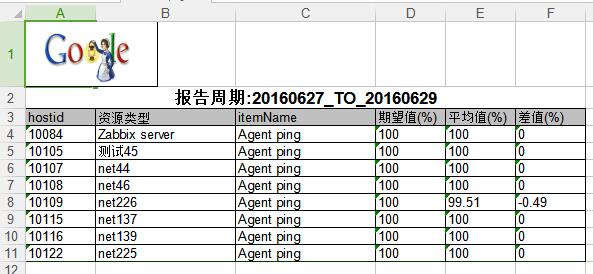 A B C D E F
1 Google
2 报告周期:20160627_TO_20160629
3 hostid 资源类型 itemName 期望值(%) 平均值(%) 差值(%)
4 10084 Zabbix server Agent ping 100 100 0
5 10105 测试45 Agent ping 100 100 0
6 10107 net44 Agent ping 100 100 0
7 10108 net46 Agent ping 100 100 0
8 10109 net226 Agent ping 100 99.51 -0.49
9 10115 net137 Agent ping 100 100 0
10 10116 net139 Agent ping 100 100 0
11 10122 net225 Agent ping 100 100 0
12